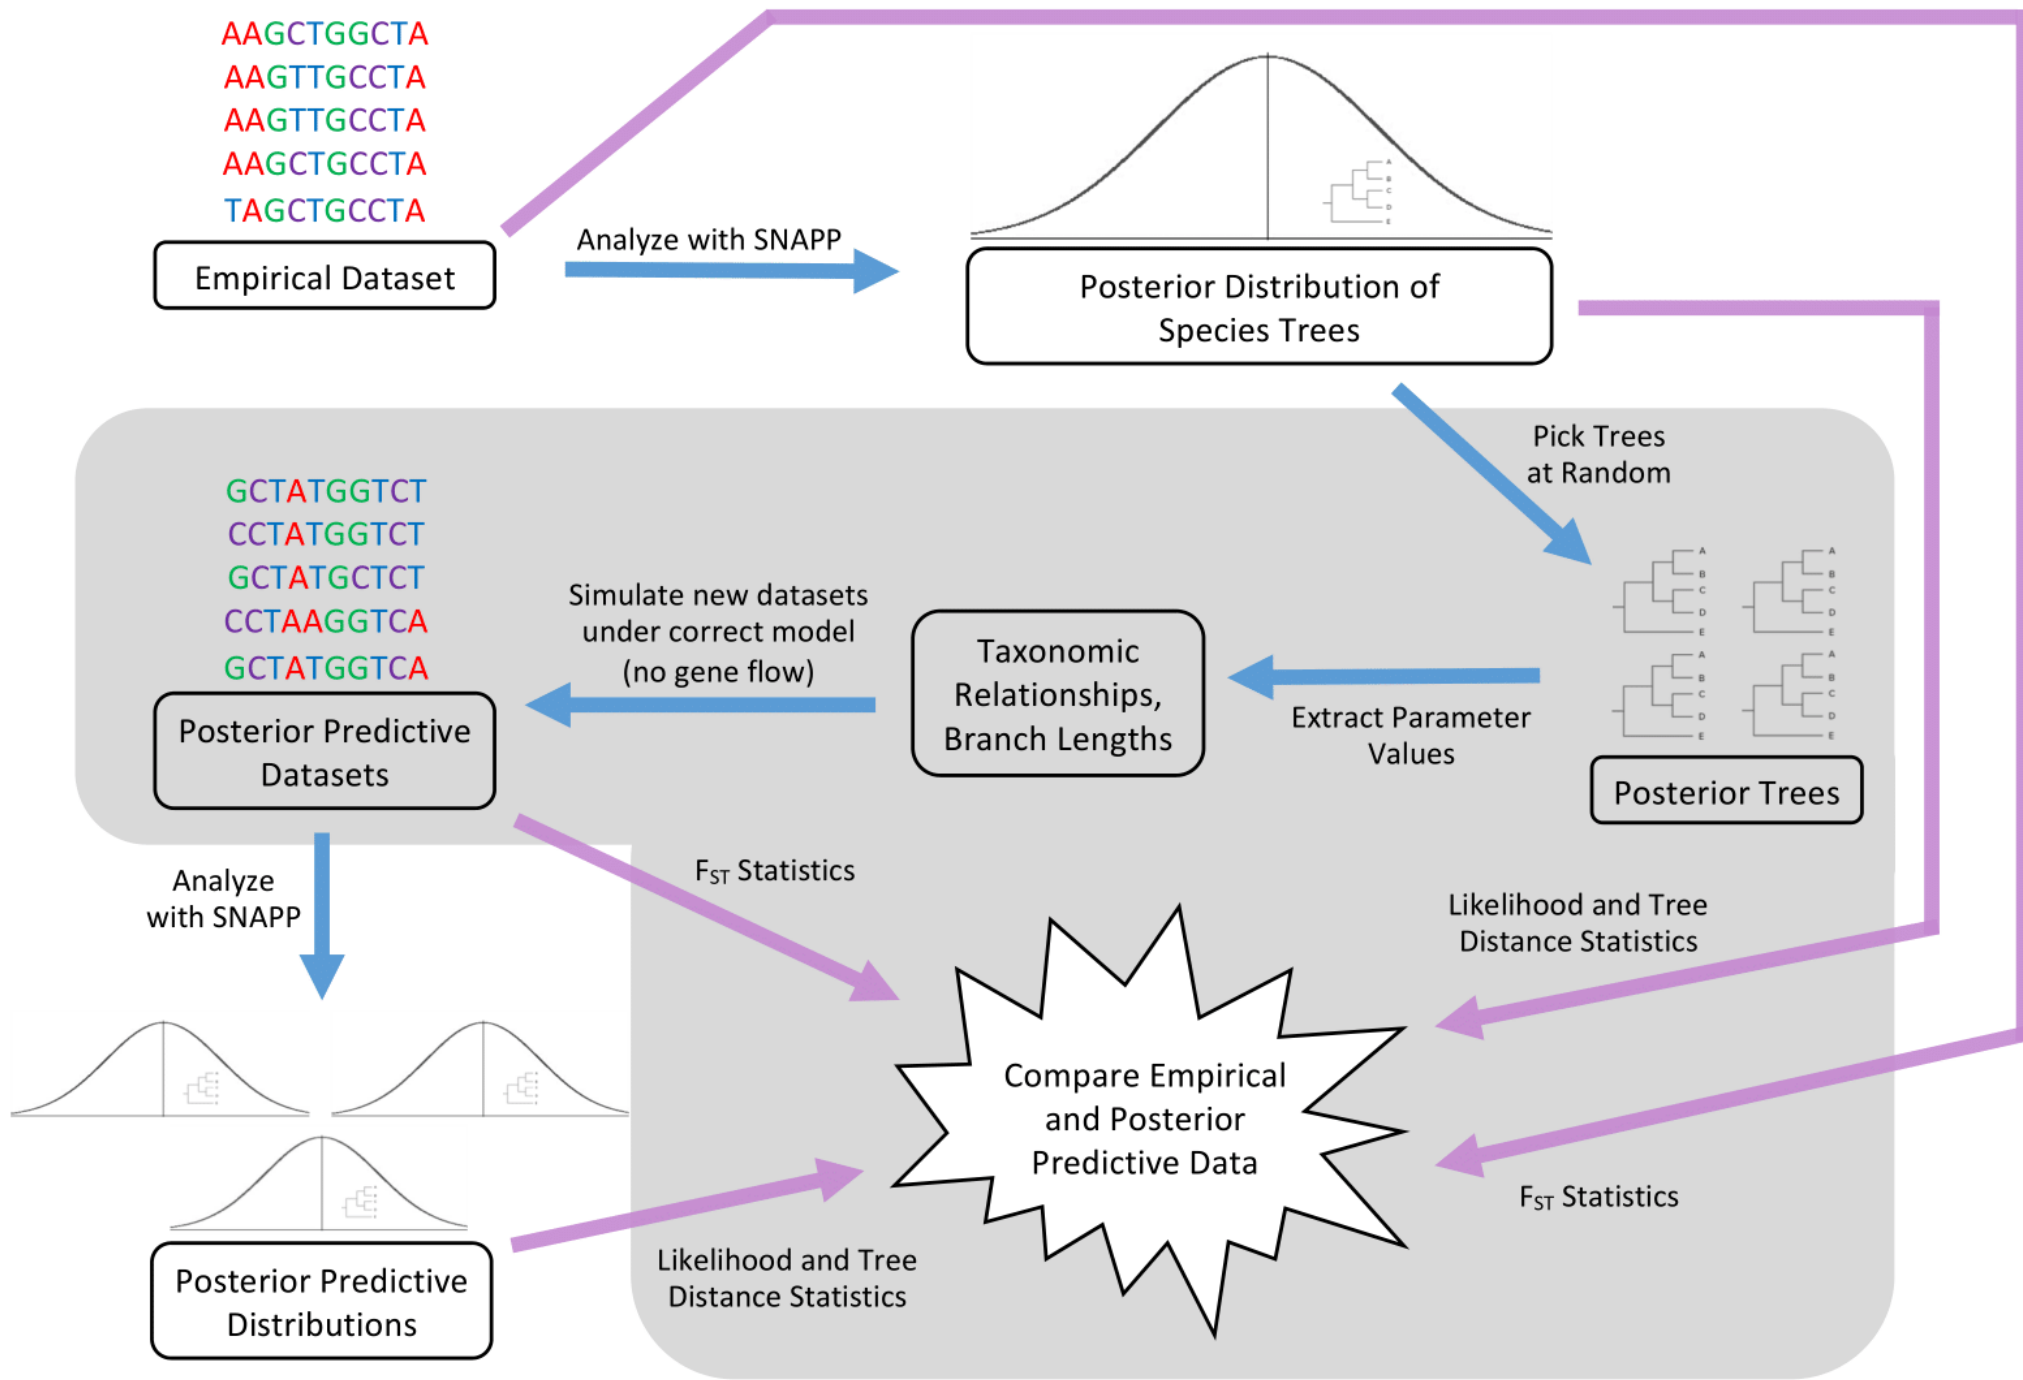 AAGCTGGCTA
AAGTTGCCTA
AAGTTGCCTA
AAGCTGCCTA
TAGCTGCCTA
Empirical Dataset
Analyze with SNAPP
A
B
C
D
E
Posterior Distribution of
Species Trees
Pick Trees
at Random
A
B
C
D
E
A
B
C
D
E
A
B
C
D
E
A
B
C
D
E
Posterior Trees
Extract Parameter
Values
Taxonomic
Relationships,
Branch Lengths
Simulate new datasets
under correct model
(no gene flow)
GCTATGGTCT
CCTATGGTCT
GCTATGCTCT
CCTAAGGTCA
GCTATGGTCA
Posterior Predictive
Datasets
Analyze
with SNAPP
FST Statistics
Likelihood and Tree
Distance Statistics
Compare Empirical
and Posterior
Predictive Data
FST Statistics
Likelihood and Tree
Distance Statistics
Posterior Predictive
Distributions